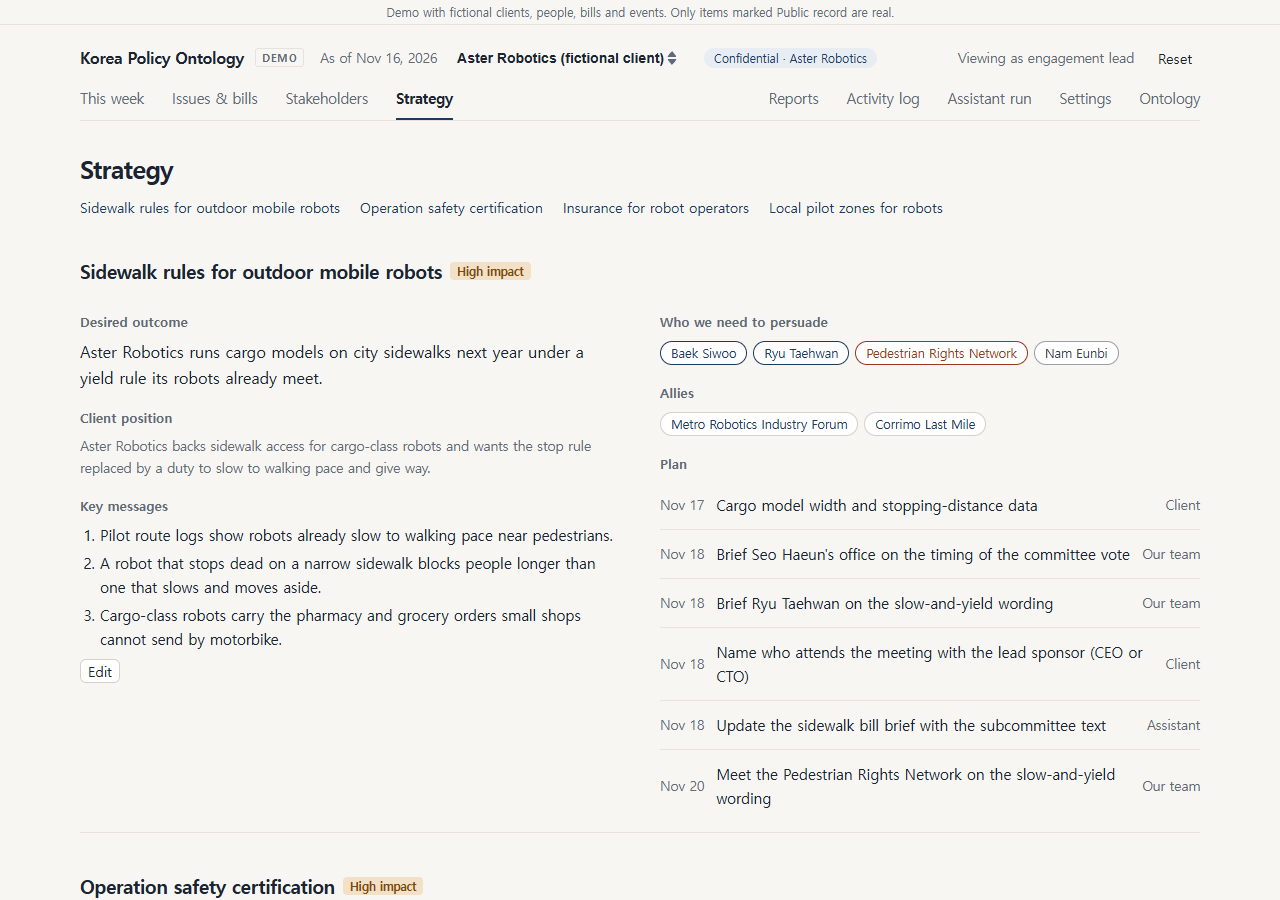 Demo with fictional clients, people, bills and events. Only items marked Public record are real.
Korea Policy Ontology DEMO As of Nov 16, 2026 Aster Robotics (fictional client) Confidential · Aster Robotics Viewing as engagement lead Reset
This week Issues & bills Stakeholders Strategy Reports Activity log Assistant run Settings Ontology
Strategy
Sidewalk rules for outdoor mobile robots Operation safety certification Insurance for robot operators Local pilot zones for robots
Sidewalk rules for outdoor mobile robots High impact
Desired outcome
Aster Robotics runs cargo models on city sidewalks next year under a
yield rule its robots already meet.
Client position
Aster Robotics backs sidewalk access for cargo-class robots and wants the stop rule
replaced by a duty to slow to walking pace and give way.
Key messages
1. Pilot route logs show robots already slow to walking pace near pedestrians.
2. A robot that stops dead on a narrow sidewalk blocks people longer than
one that slows and moves aside.
3. Cargo-class robots carry the pharmacy and grocery orders small shops
cannot send by motorbike.
Edit
Who we need to persuade
Baek Siwoo Ryu Taehwan Pedestrian Rights Network Nam Eunbi
Allies
Metro Robotics Industry Forum Corrimo Last Mile
Plan
Nov 17 Cargo model width and stopping-distance data Client
Nov 18 Brief Seo Haeun's office on the timing of the committee vote Our team
Nov 18 Brief Ryu Taehwan on the slow-and-yield wording Our team
Nov 18 Name who attends the meeting with the lead sponsor (CEO or
CTO) Client
Nov 18 Update the sidewalk bill brief with the subcommittee text Assistant
Nov 20 Meet the Pedestrian Rights Network on the slow-and-yield
wording Our team
Operation safety certification High impact